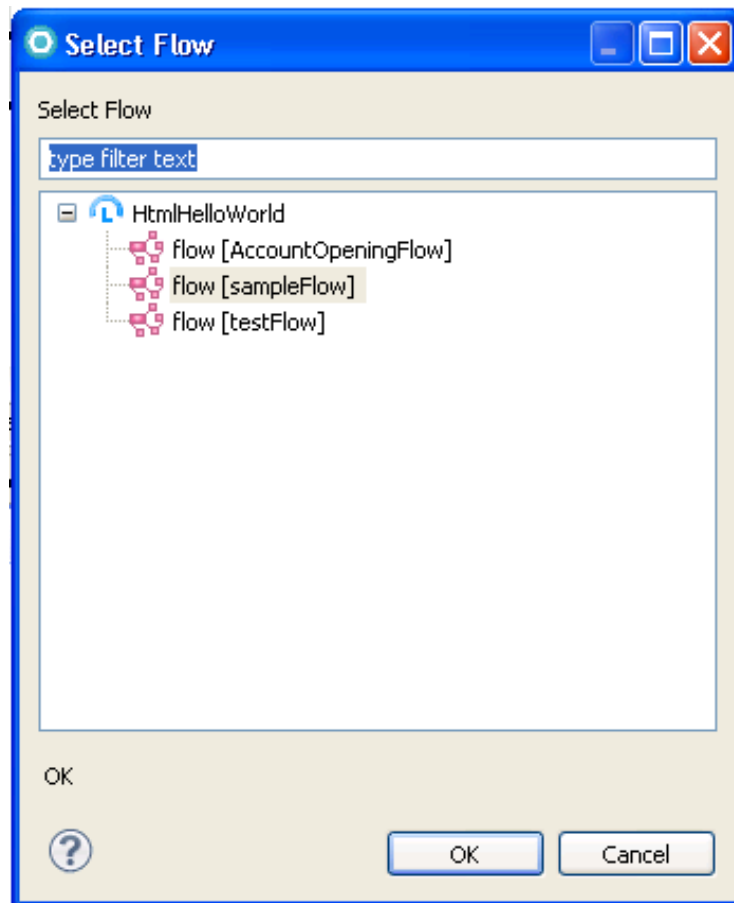 Select Flow
Select Flow
type filter text
HtmlHelloWorld
flow [AccountOpeningFlow]
flow [sampleFlow]
flow [testFlow]
OK
OK Cancel